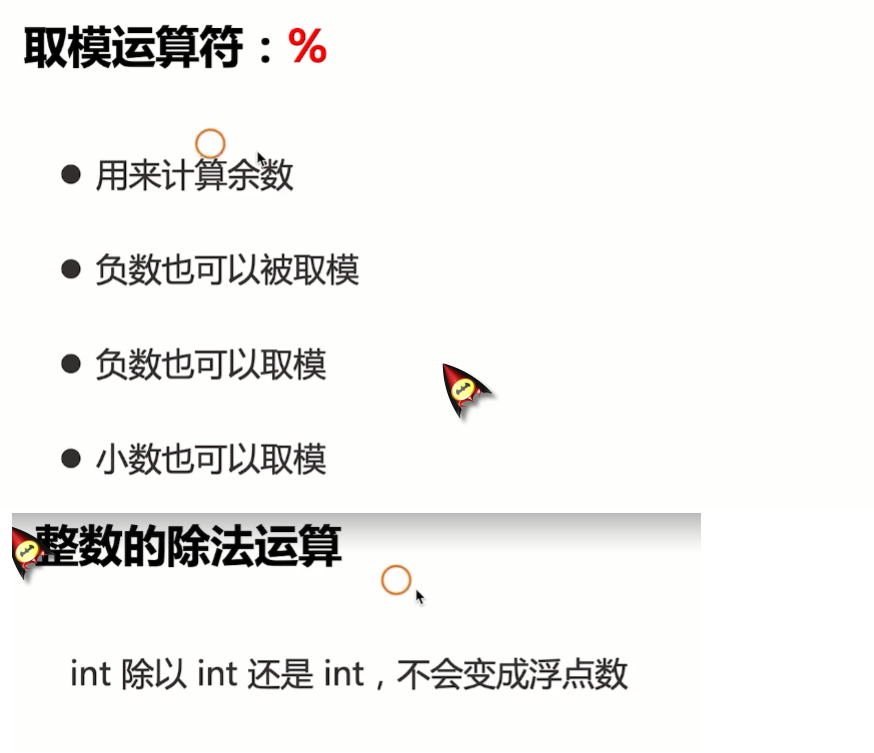 取模运算符：%
● 用来计算余数
● 负数也可以被取模
● 负数也可以取模
● 小数也可以取模
整数的除法运算
int 除以 int 还是 int，不会变成浮点数